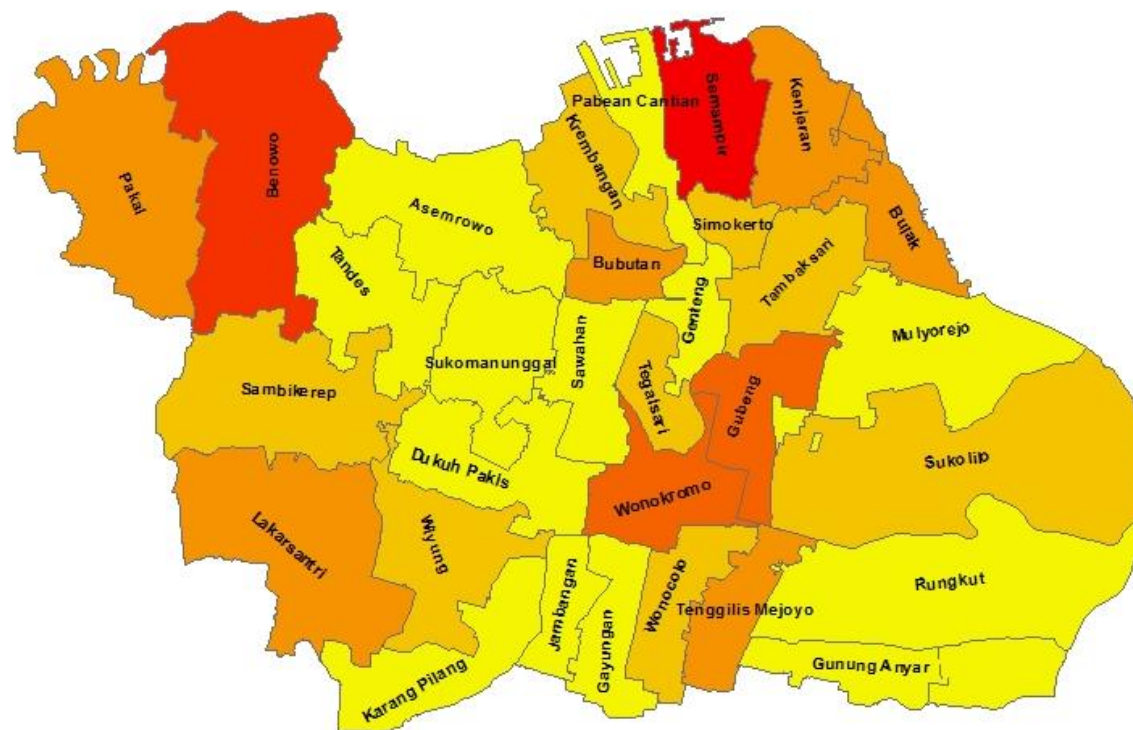 Pakal
Benowo
Asemrowo
Tandes
Krembangan
Pabean Cantian
Semampir
Kenjeran
Bulak
Simokerto
Bubutan
Tambaksari
Genteng
Mulyorejo
Sambikerep
Sukomanunggal
Sawahan
Tegalsari
Gubeng
Dukuh Pakis
Wonokromo
Sukolilo
Lakarsantri
Wiyung
Jambangan
Gayungan
Wonocolo
Tenggilis Mejoyo
Rungkut
Gunung Anyar
Karang Pilang